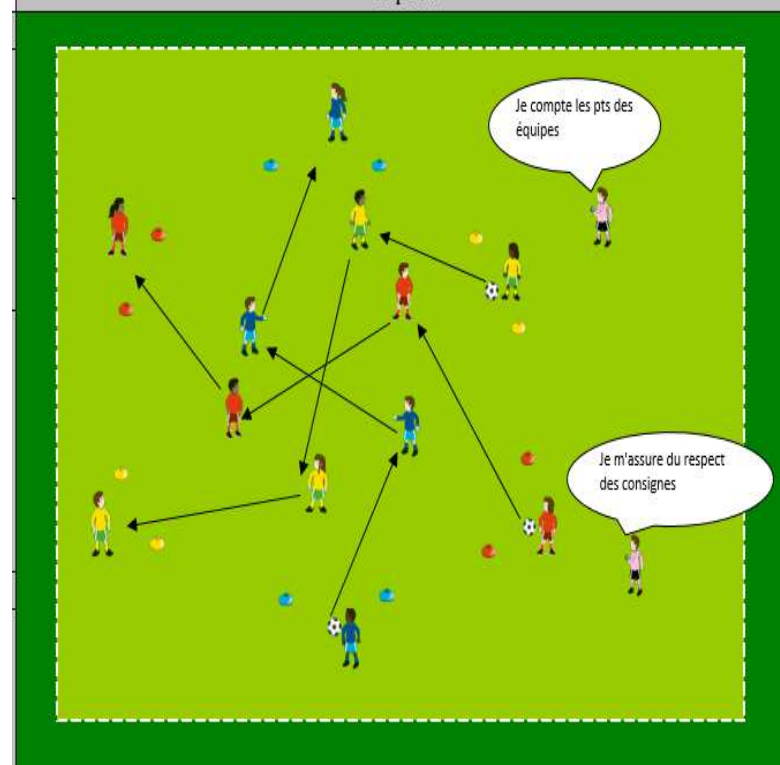 Je compte les pts des
équipes
Je m'assure du respect
des consignes